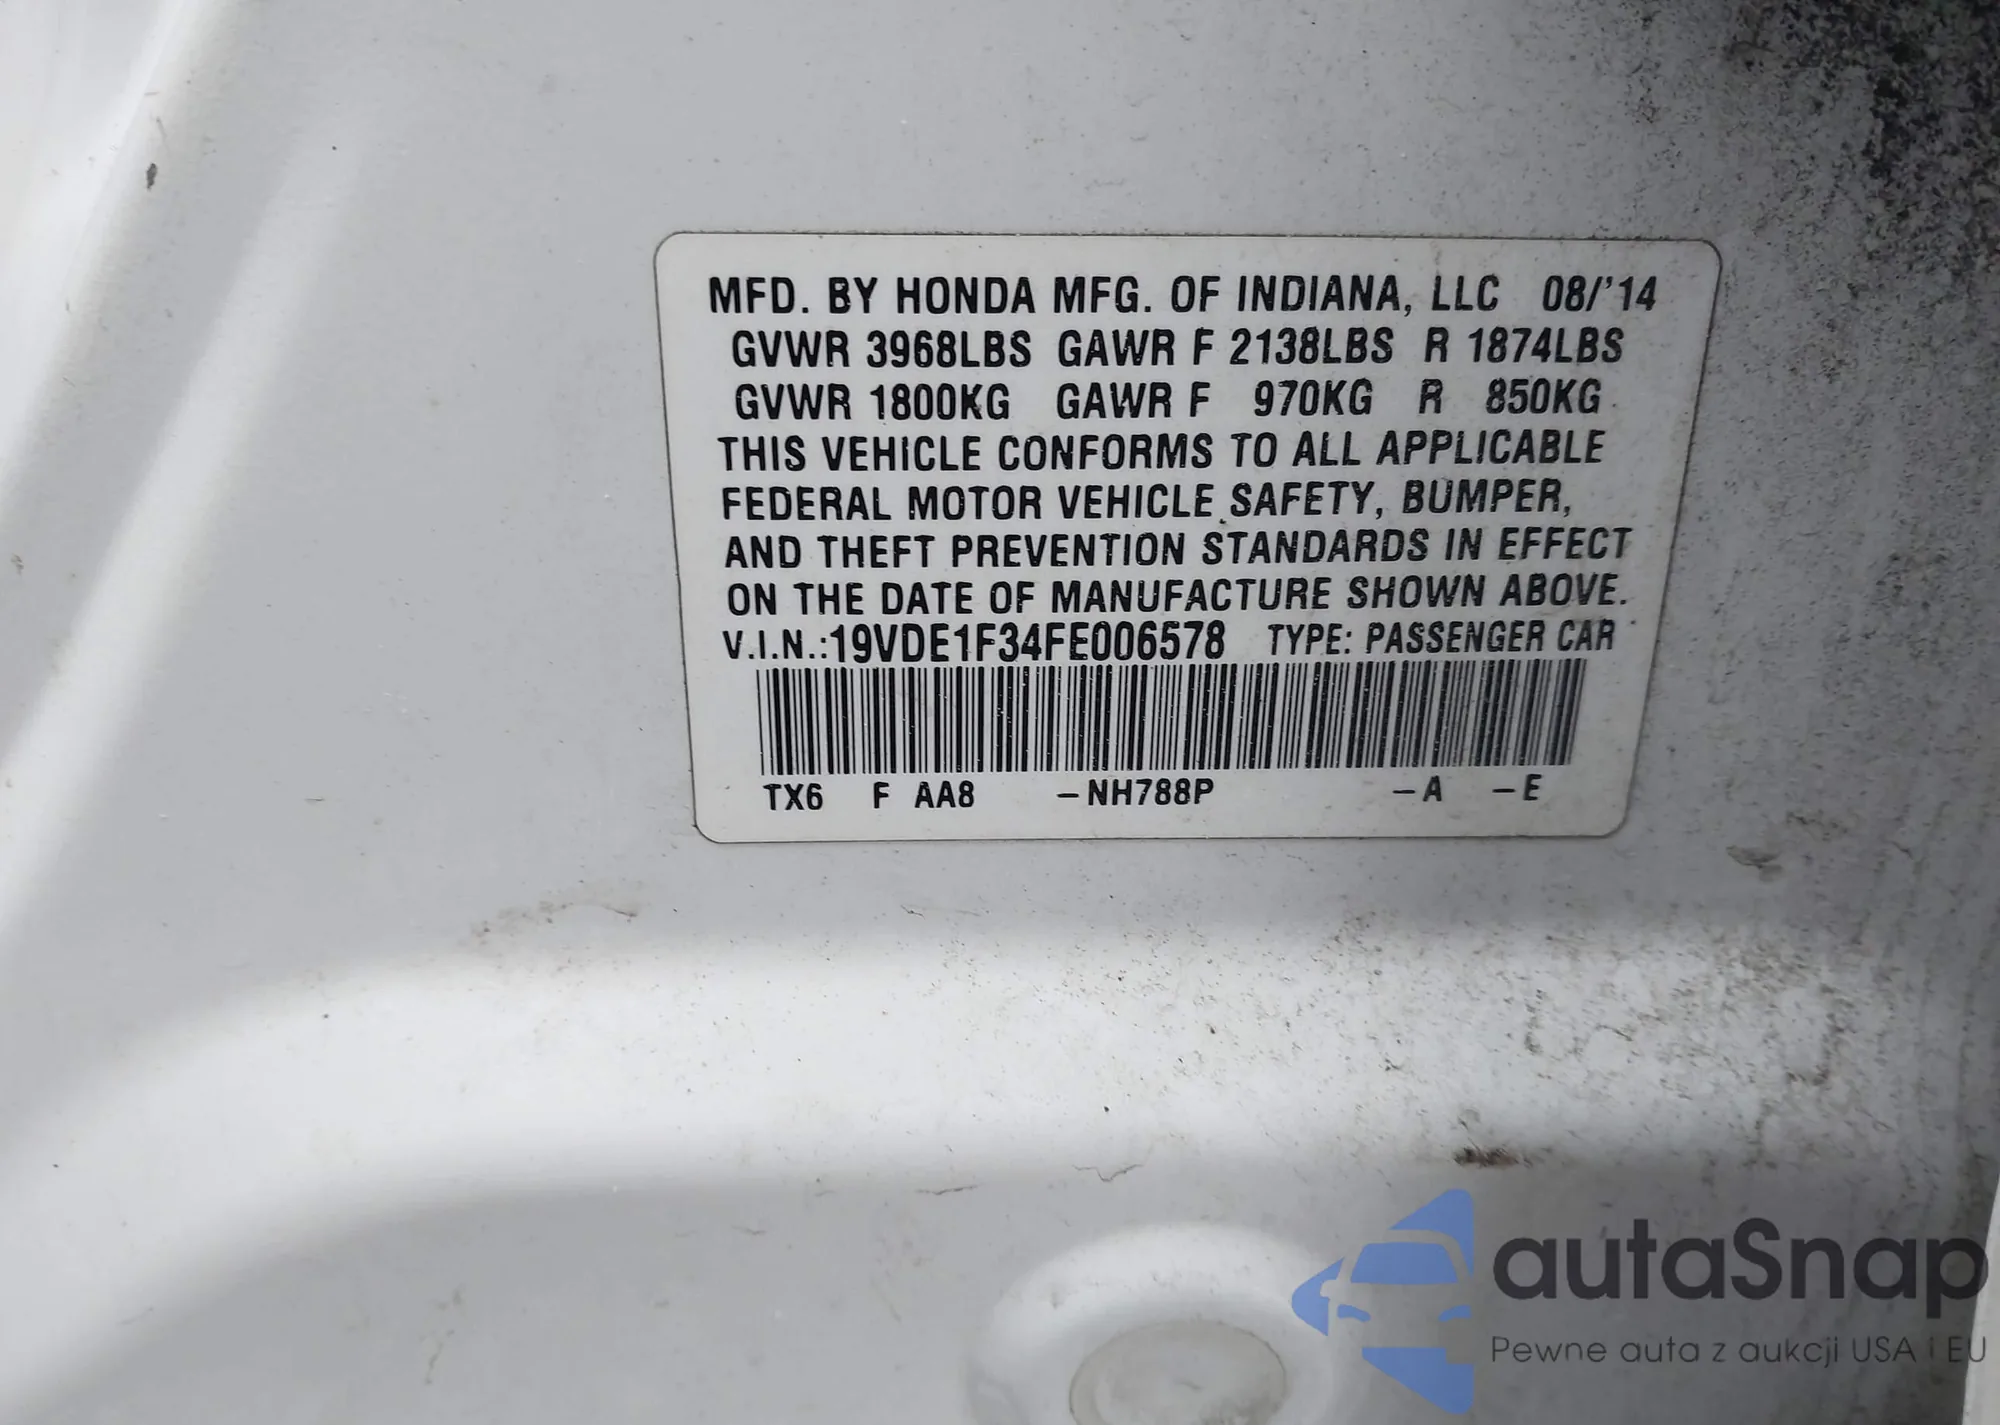 MFD. BY HONDA MFG. OF INDIANA, LLC 08/'14
GVWR 3968LBS GAWR F 2138LBS R 1874LBS
GVWR 1800KG GAWR F 970KG R 850KG
THIS VEHICLE CONFORMS TO ALL APPLICABLE
FEDERAL MOTOR VEHICLE SAFETY, BUMPER,
AND THEFT PREVENTION STANDARDS IN EFFECT
ON THE DATE OF MANUFACTURE SHOWN ABOVE.
V.I.N.:19VDE1F34FE006578 TYPE: PASSENGER CAR
TX6 F AA8 –NH788P –A –E
autaSnap
Pewne auta z aukcji USA i EU